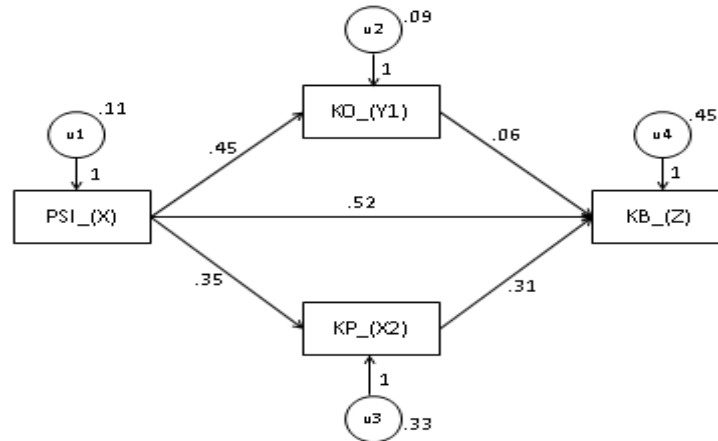 u2
.09
1
KO_(Y1)
.11
u1
1
.45
.06
.45
u4
1
PSI_(X)
.52
KB_(Z)
.35
.31
KP_(X2)
1
u3
.33